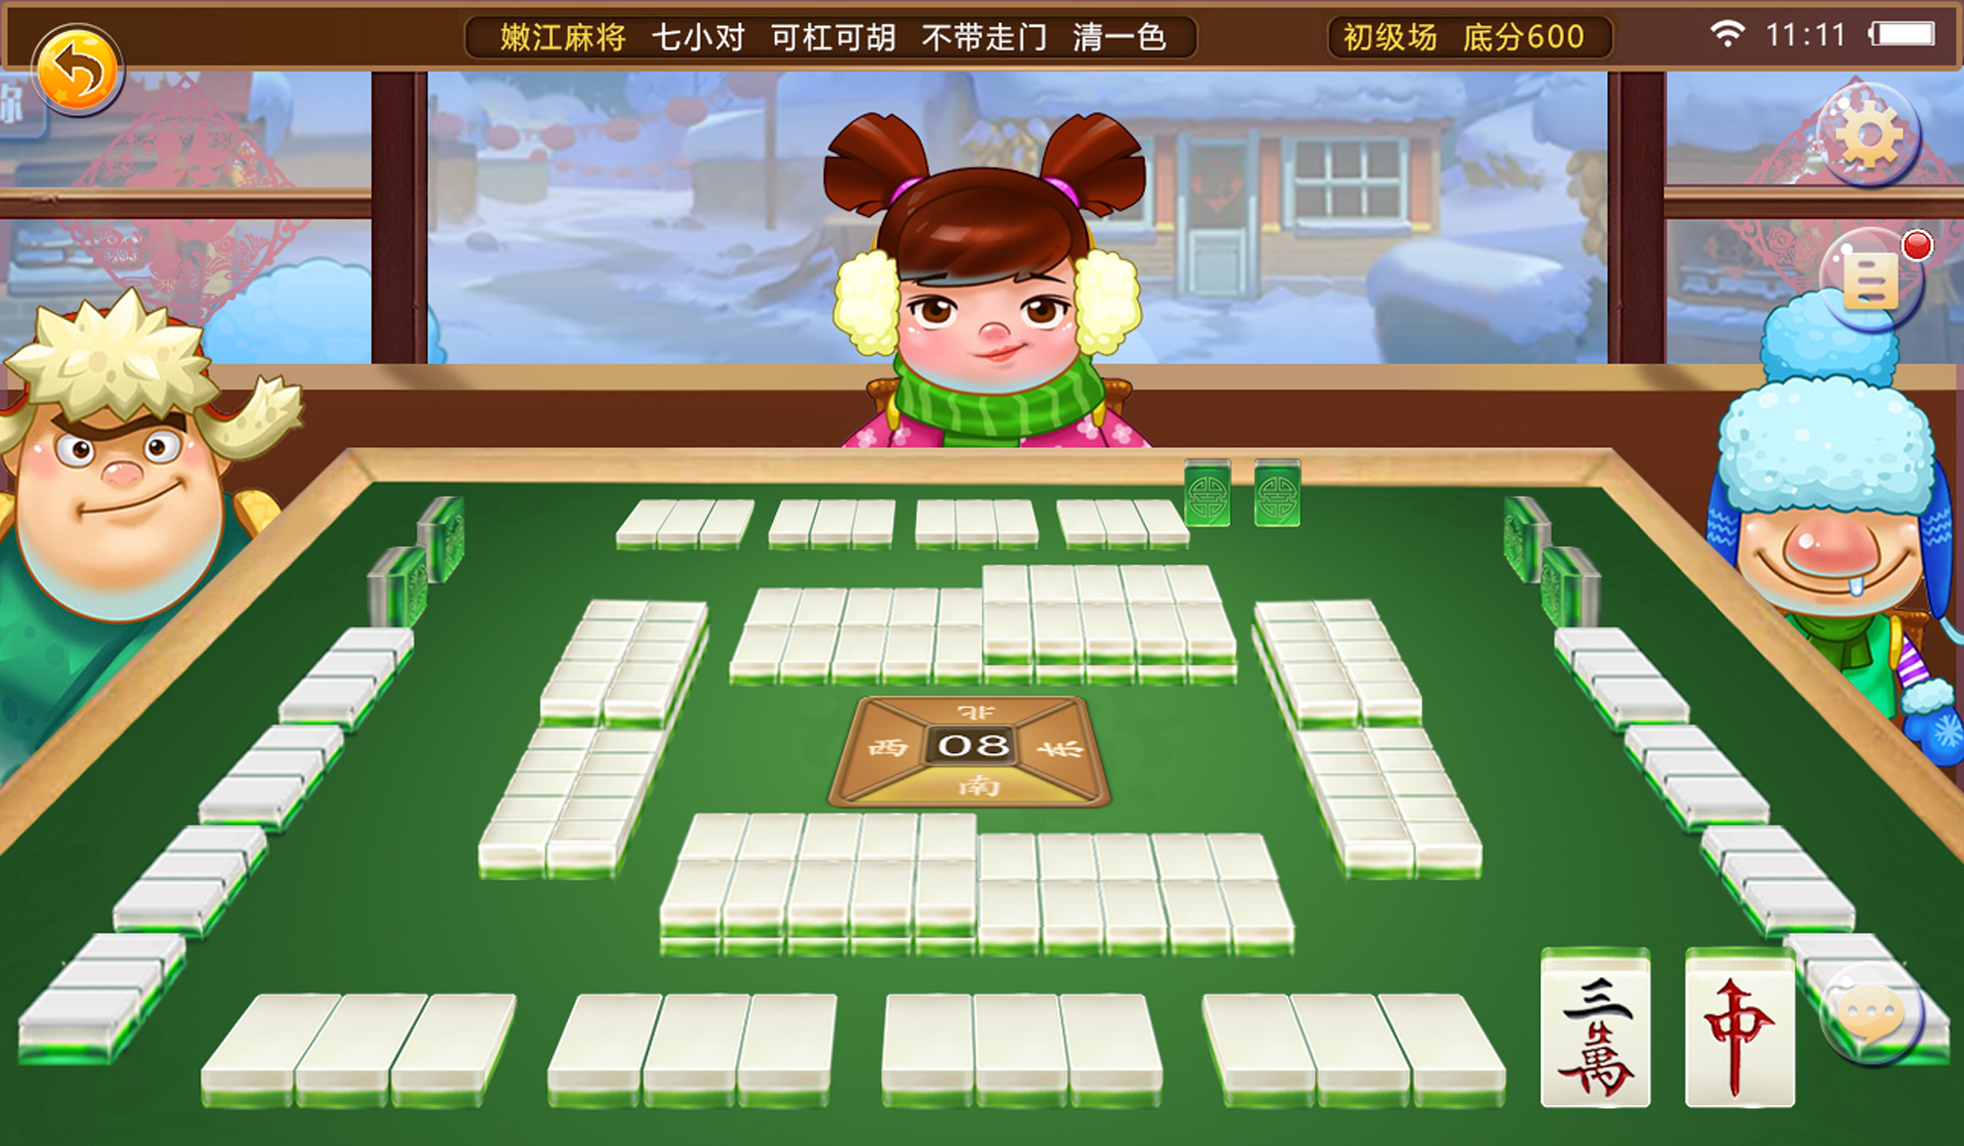 嫩江麻将 七小对 可杠可胡 不带走门 清一色
初级场 底分600
11:11
你
北
西 08 东
南
三萬
中